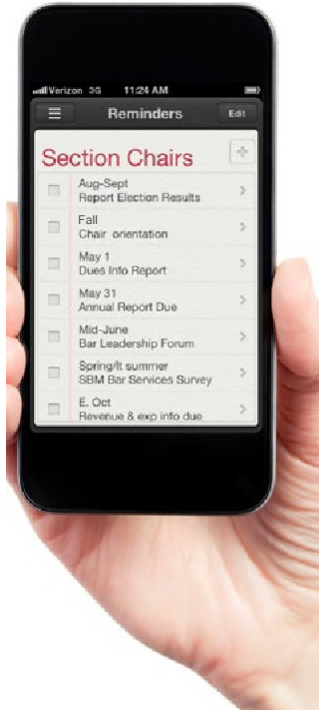 Verizon 3G 11:24 AM
Reminders Edit
Section Chairs
Aug-Sept
Report Election Results
Fall
Chair orientation
May 1
Dues Info Report
May 31
Annual Report Due
Mid-June
Bar Leadership Forum
Spring/lt summer
SBM Bar Services Survey
E. Oct
Revenue & exp info due